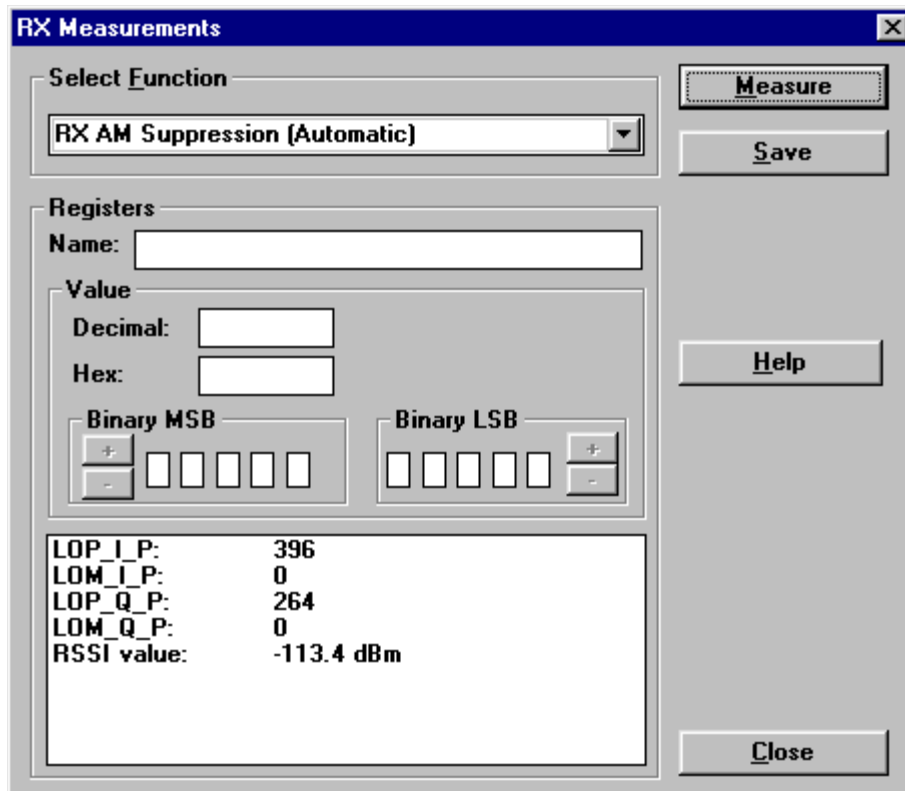 RX Measurements
Select Function
RX AM Suppression (Automatic)
Measure
Save
Registers
Name:
Value
Decimal:
Hex:
Help
Binary MSB
+
-
Binary LSB
+
-
LOP_I_P: 396
LOM_I_P: 0
LOP_Q_P: 264
LOM_Q_P: 0
RSSI value: -113.4 dBm
Close